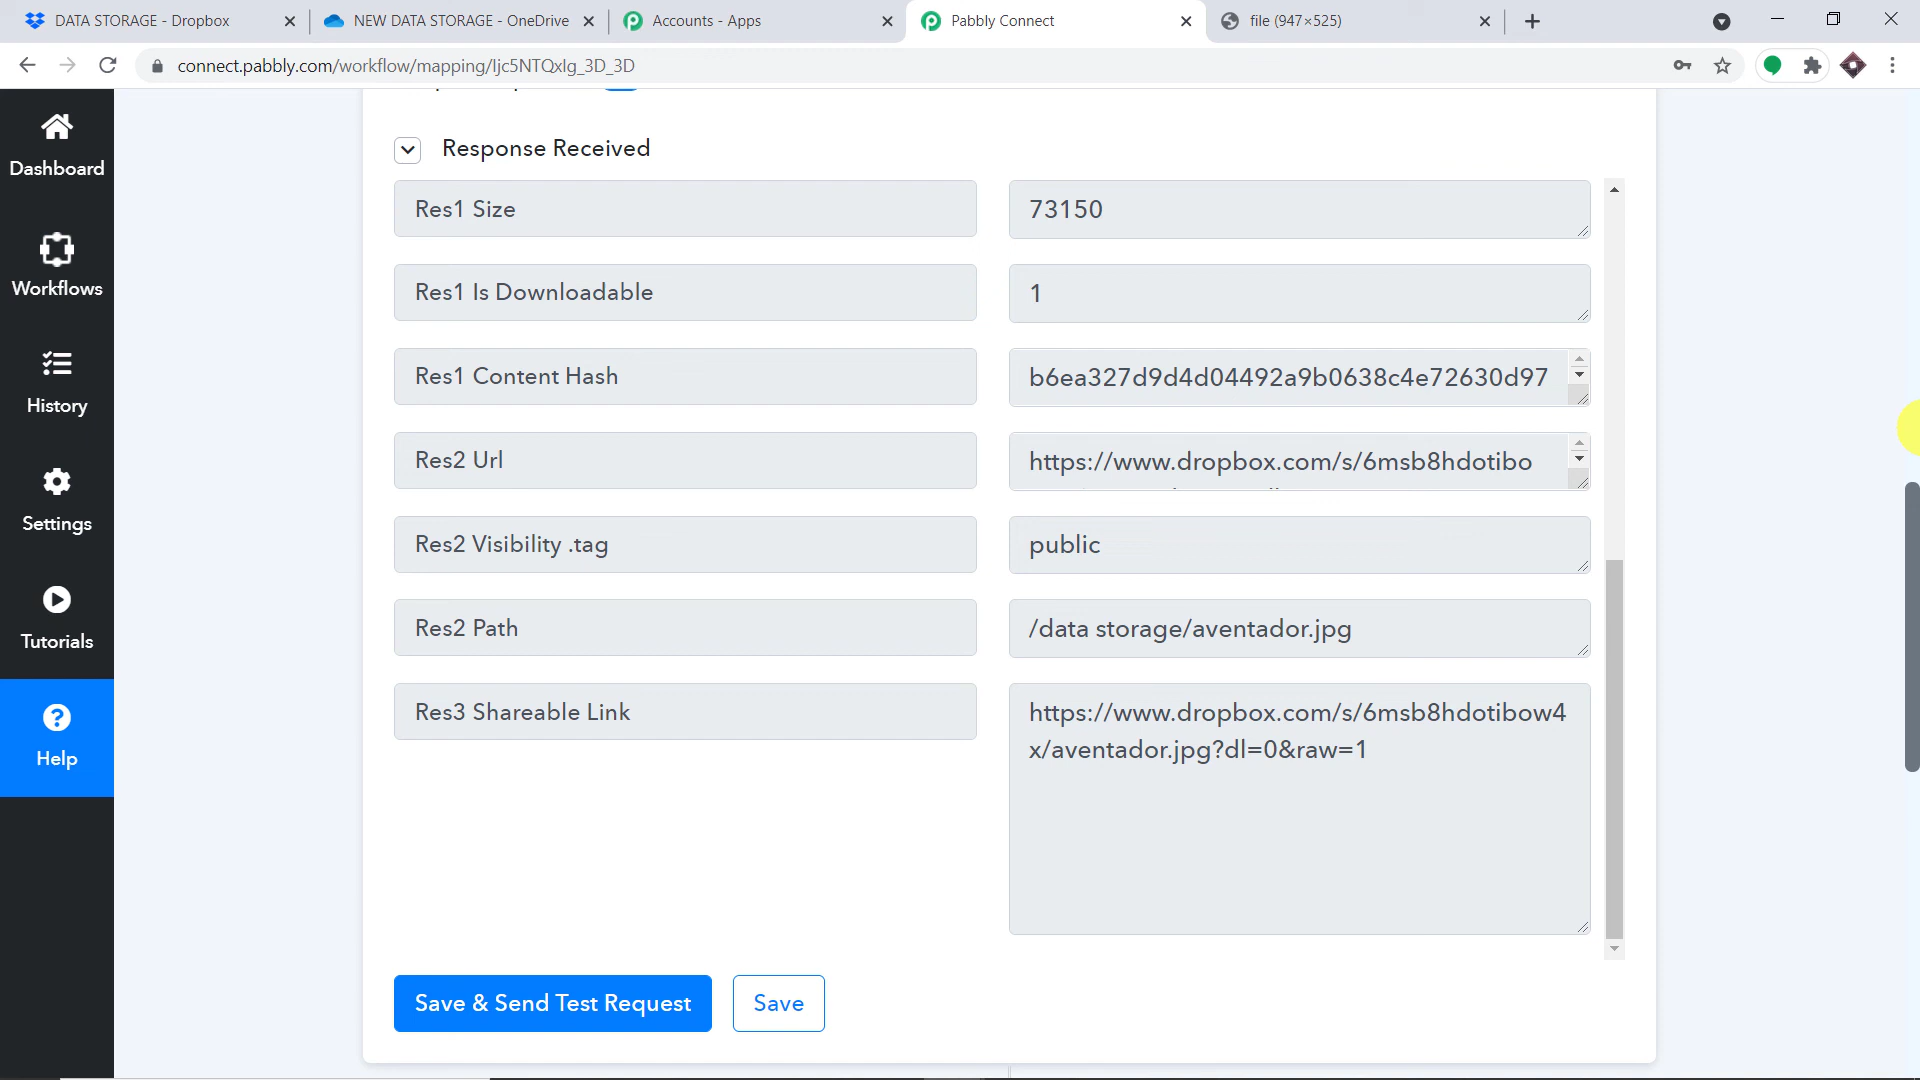 DATA STORAGE - Dropbox
NEW DATA STORAGE - OneDrive
Accounts - Apps
Pabbly Connect
file (947×525)
connect.pabbly.com/workflow/mapping/Ijc5NTQxIg_3D_3D
Dashboard
Workflows
History
Settings
Tutorials
Help
Response Received
Res1 Size
73150
Res1 Is Downloadable
1
Res1 Content Hash
b6ea327d9d4d04492a9b0638c4e72630d97
Res2 Url
https://www.dropbox.com/s/6msb8hdotibo
Res2 Visibility .tag
public
Res2 Path
/data storage/aventador.jpg
Res3 Shareable Link
https://www.dropbox.com/s/6msb8hdotibow4
x/aventador.jpg?dl=0&raw=1
Save & Send Test Request
Save